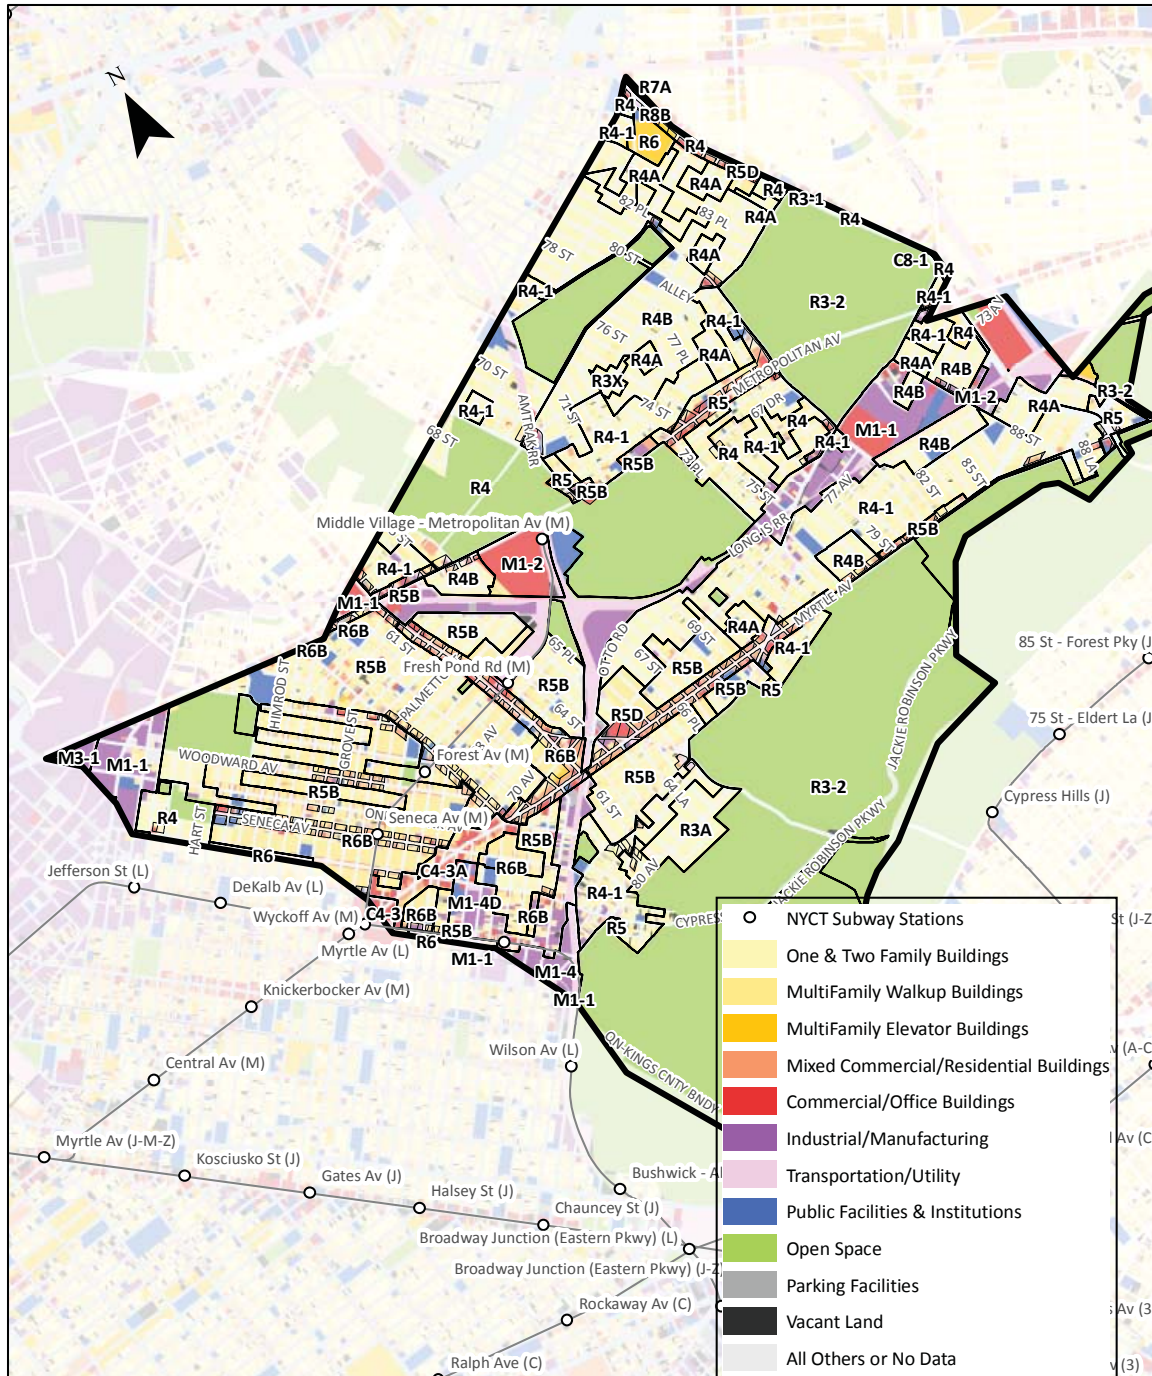 N
R7A
R4
R8B
R4-1
R6
R4
R4A
R5D
R4A
R4
R3-1
82 PL
83 PL
R4A
R4
78 ST
80 ST
R4A
C8-1
R4
ALLEY
R4-1
R4-1
R3-2
73 AV
76 ST
R4B
R4-1
R4-1
R4
77 PL
R4A
R4A
R4A
R4B
70 ST
R3X
METROPOLITAN AV
R4B
M1-2
R3-2
R4-1
AMTRAK RR
71 ST
74 ST
R5
67 DR
R4A
R5
R4
68 ST
R4-1
R4-1
R4-1
M1-1
R4B
88 ST
R4
73 PL
88 LA
R5B
R5
R5B
75 ST
77 AV
82 ST
85 ST
R4
R4-1
Middle Village - Metropolitan Av (M)
LONG IS RR
79 ST
R5B
M1-2
R4-1
R4B
R4B
R5B
M1-1
MYRTLE AV
R6B
61 ST
R5B
69 ST
R4A
R4-1
JACKIE ROBINSON PKWY
85 St - Forest Pky (J
R6B
R5B
65 PL
OTTO RD
67 ST
R5B
Fresh Pond Rd (M)
HIMROD ST
PALMETTO
R5B
R5B
R5
64 ST
R5D
66 PL
75 St - Eldert La (J
GROVE ST
WOODWARD AV
M3-1
M1-1
R6B
Forest Av (M)
R5B
R3-2
R5B
70 AV
61 ST
64 LA
Cypress Hills (J)
R4
HART ST
SENECA AV
Seneca Av (M)
R3A
R6B
R5B
R6
C4-3A
R6B
80 AV
JACKIE ROBINSON PKWY
Jefferson St (L)
DeKalb Av (L)
R4-1
M1-4D
Wyckoff Av (M)
C4-3
R6B
R6B
CYPRESS
R5
R5B
R6
Myrtle Av (L)
M1-1
M1-4
M1-1
Knickerbocker Av (M)
Wilson Av (L)
QN-KINGS CNTY BNDY
Central Av (M)
Myrtle Av (J-M-Z)
Kosciusko St (J)
Gates Av (J)
Halsey St (J)
Chauncey St (J)
Broadway Junction (Eastern Pkwy) (L)
Broadway Junction (Eastern Pkwy) (J-Z)
Rockaway Av (C)
Ralph Ave (C)
NYCT Subway Stations
One & Two Family Buildings
MultiFamily Walkup Buildings
MultiFamily Elevator Buildings
Mixed Commercial/Residential Buildings
Commercial/Office Buildings
Industrial/Manufacturing
Transportation/Utility
Public Facilities & Institutions
Open Space
Parking Facilities
Vacant Land
All Others or No Data